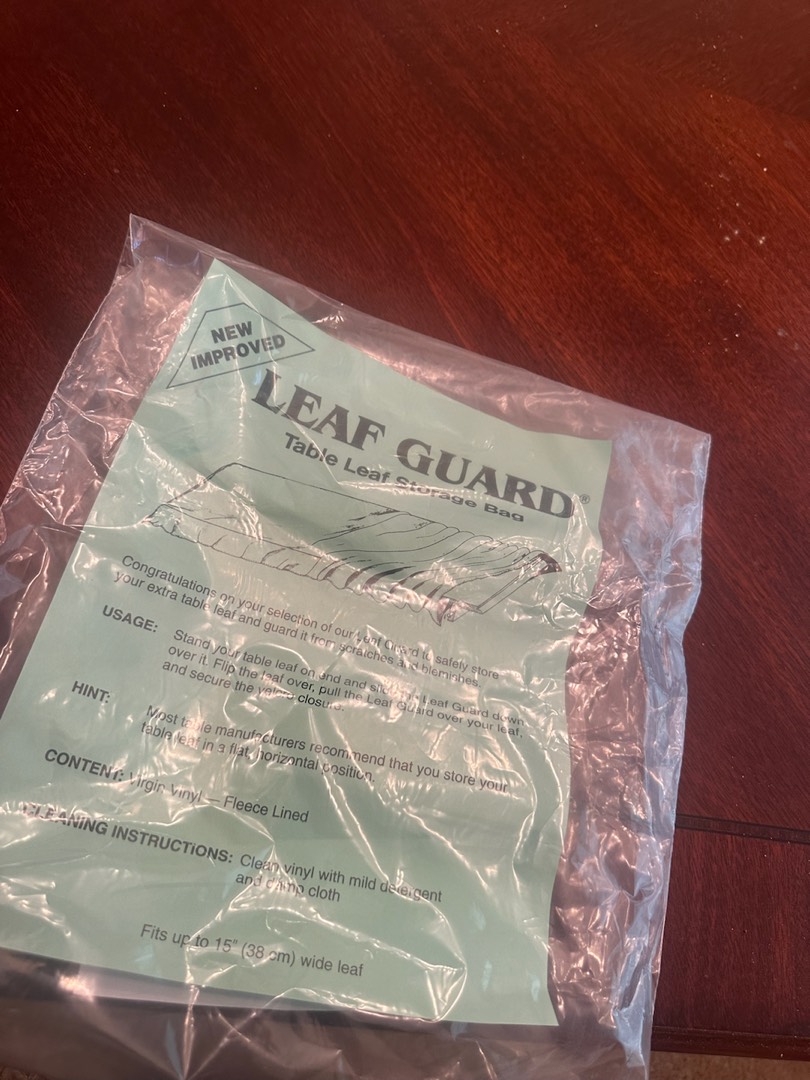 NEW
IMPROVED
LEAF GUARD®
Table Leaf Storage Bag
Congratulations on your selection of our Leaf Guard to safely store
your extra table leaf and guard it from scratches and blemishes.
USAGE: Stand your table leaf on end and slide the Leaf Guard down
over it. Flip the leaf over, pull the Leaf Guard over your leaf,
and secure the velcro closure.
HINT: Most table manufacturers recommend that you store your
table leaf in a flat, horizontal position.
CONTENT: Virgin Vinyl — Fleece Lined
CLEANING INSTRUCTIONS: Clean vinyl with mild detergent
and damp cloth
Fits up to 15" (38 cm) wide leaf